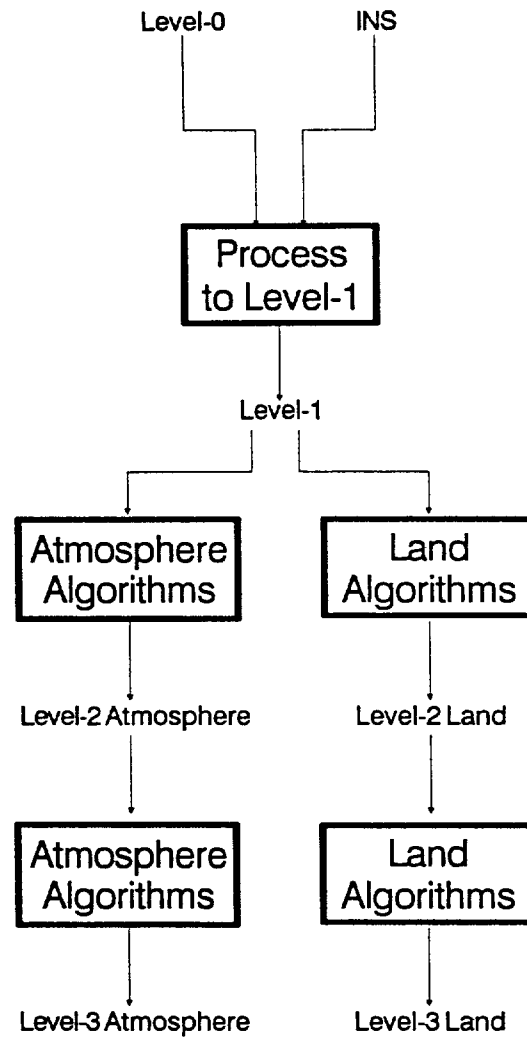 Level-0
INS
Process
to Level-1
Level-1
Atmosphere
Algorithms
Land
Algorithms
Level-2 Atmosphere
Level-2 Land
Atmosphere
Algorithms
Land
Algorithms
Level-3 Atmosphere
Level-3 Land